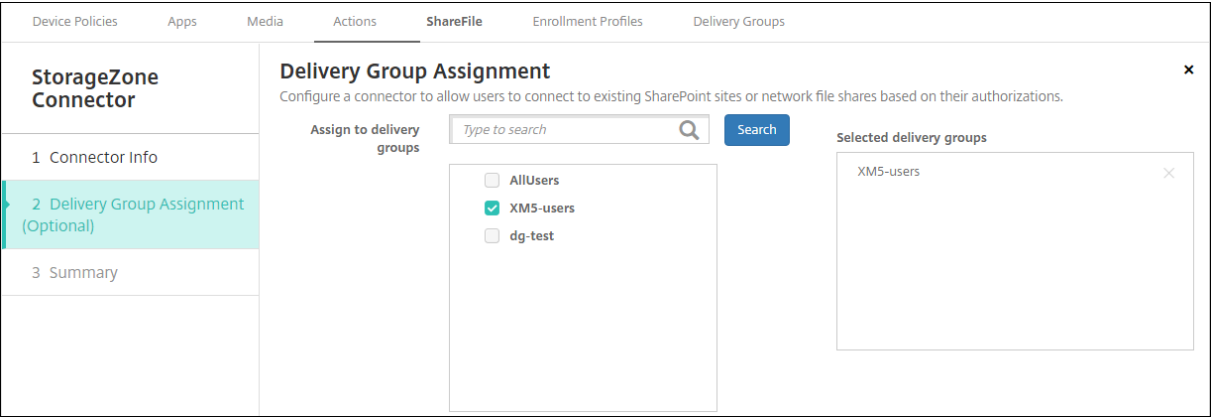 Device Policies Apps Media Actions ShareFile Enrollment Profiles Delivery Groups
StorageZone
Connector
1 Connector Info
2 Delivery Group Assignment
(Optional)
3 Summary
Delivery Group Assignment
Configure a connector to allow users to connect to existing SharePoint sites or network file shares based on their authorizations.
Assign to delivery
groups
Type to search
Search
AllUsers
XM5-users
dg-test
Selected delivery groups
XM5-users